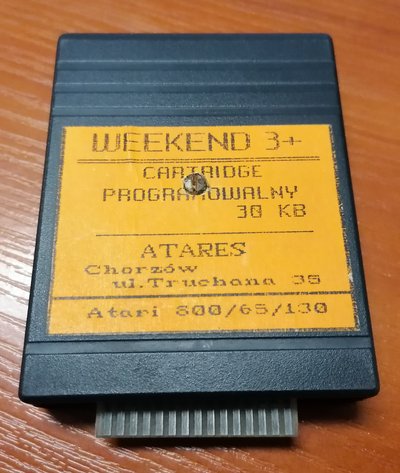 WEEKEND 3+
CARTRIDGE
PROGRAMOWALNY
30 KB
ATARES
Chorzów
ul.Truchana 35
Atari 800/65/130